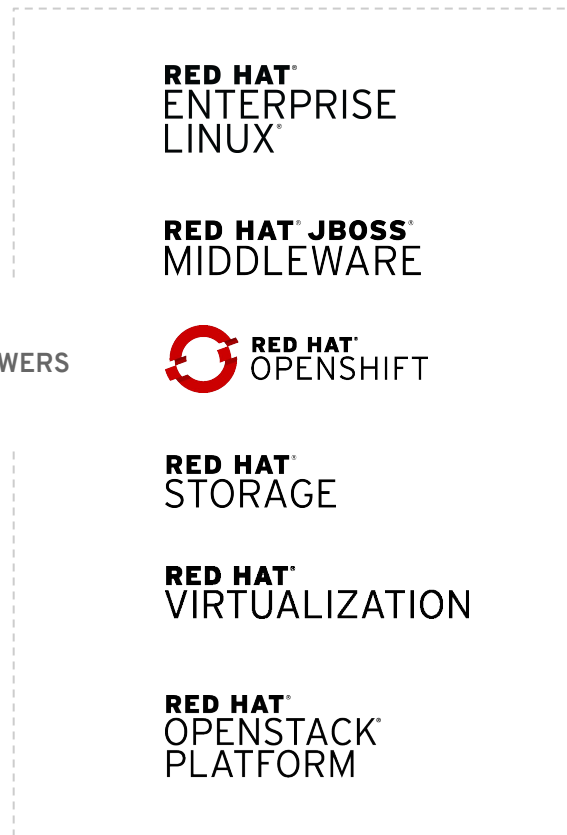 RED HAT®
ENTERPRISE
LINUX®
RED HAT® JBOSS®
MIDDLEWARE
WERS
RED HAT®
OPENSHIFT
RED HAT®
STORAGE
RED HAT®
VIRTUALIZATION
RED HAT®
OPENSTACK®
PLATFORM